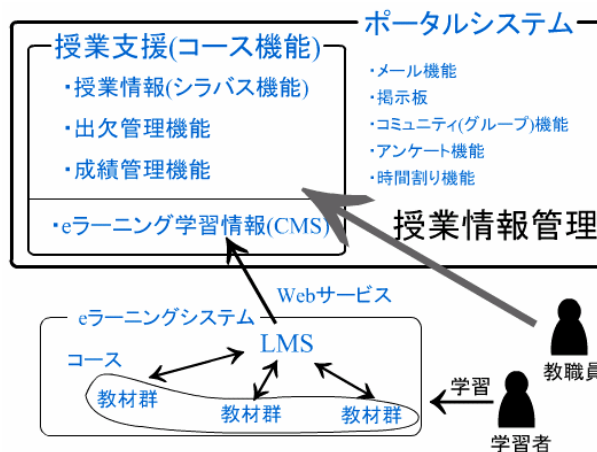 ポータルシステム
授業支援(コース機能)
・授業情報(シラバス機能)
・出欠管理機能
・成績管理機能
・eラーニング学習情報(CMS)
・メール機能
・掲示板
・コミュニティ(グループ)機能
・アンケート機能
・時間割り機能
授業情報管理
Webサービス
eラーニングシステム
LMS
コース
教材群
教材群
教材群
学習
教職員
学習者